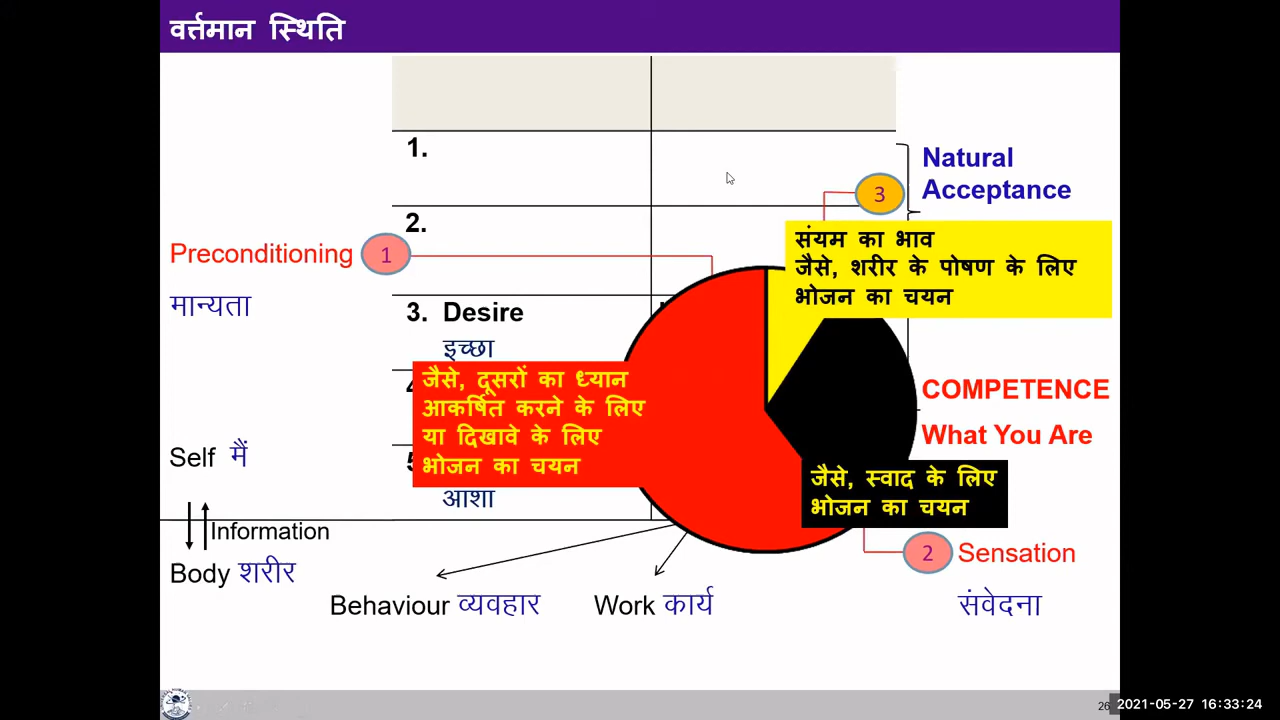 वर्त्तमान स्थिति
1.
Natural
Acceptance
3
2.
संयम का भाव
जैसे, शरीर के पोषण के लिए
भोजन का चयन
Preconditioning
1
मान्यता
3. Desire
इच्छा
जैसे, दूसरों का ध्यान
आकर्षित करने के लिए
या दिखावे के लिए
भोजन का चयन
COMPETENCE
What You Are
Self मैं
जैसे, स्वाद के लिए
भोजन का चयन
आशा
Information
2 Sensation
संवेदना
Body शरीर
Behaviour व्यवहार
Work कार्य
26
2021-05-27 16:33:24